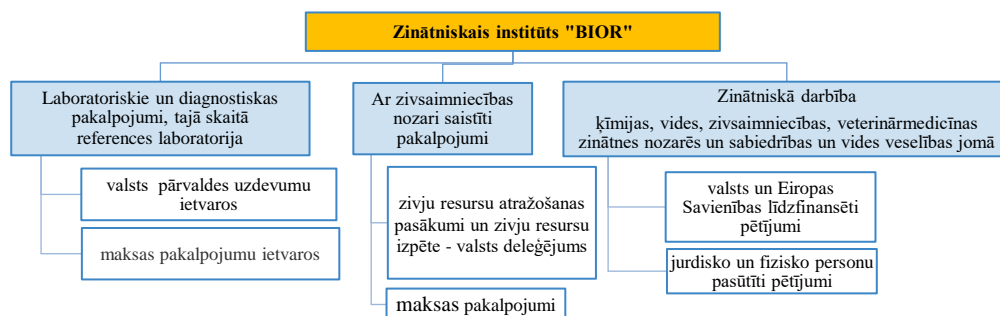 Zinātniskais institūts "BIOR"
Laboratoriskie un diagnostiskas
pakalpojumi, tajā skaitā
references laboratorija
valsts pārvaldes uzdevumu
ietvaros
maksas pakalpojumu ietvaros
Ar zivsaimniecības
nozari saistīti
pakalpojumi
zivju resursu atražošanas
pasākumi un zivju resursu
izpēte - valsts deleģējums
maksas pakalpojumi
Zinātniskā darbība
ķīmijas, vides, zivsaimniecības, veterinārmedicīnas
zinātnes nozarēs un sabiedrības un vides veselības jomā
valsts un Eiropas
Savienības līdzfinansēti
pētījumi
jurdisko un fizisko personu
pasūtīti pētījumi